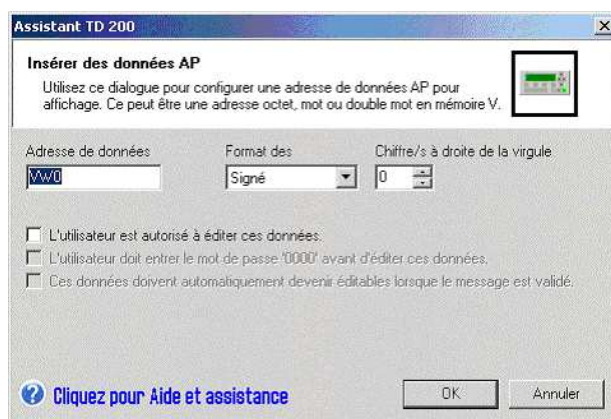 Assistant TD 200
Insérer des données AP
Utilisez ce dialogue pour configurer une adresse de données AP pour
affichage. Ce peut être une adresse octet, mot ou double mot en mémoire V.
Adresse de données Format des Chiffre/s à droite de la virgule
VW0 Signé 0
L'utilisateur est autorisé à éditer ces données.
L'utilisateur doit entrer le mot de passe '0000' avant d'éditer ces données.
Ces données doivent automatiquement devenir éditables lorsque le message est validé.
Cliquez pour Aide et assistance OK Annuler